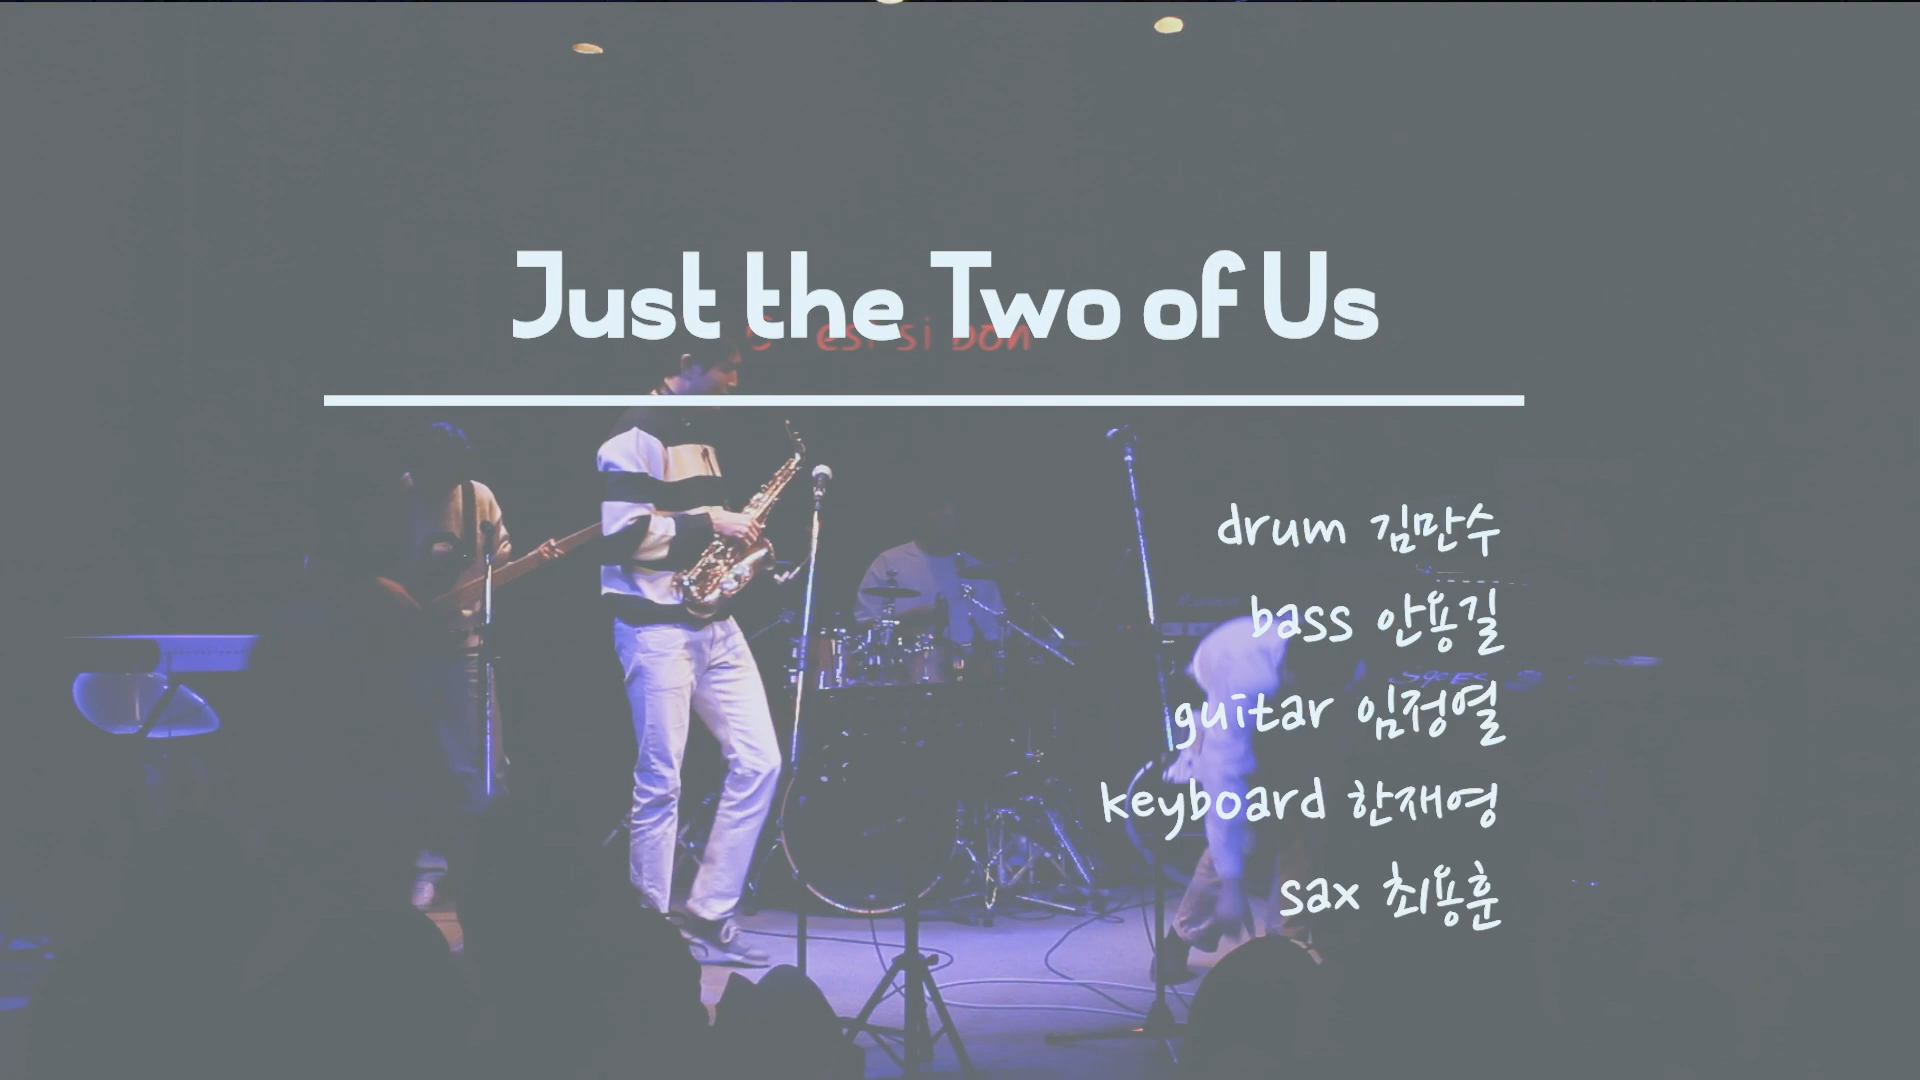 Just the Two of Us
drum 김만수
bass 안용길
guitar 임정열
keyboard 한재영
sax 최용훈